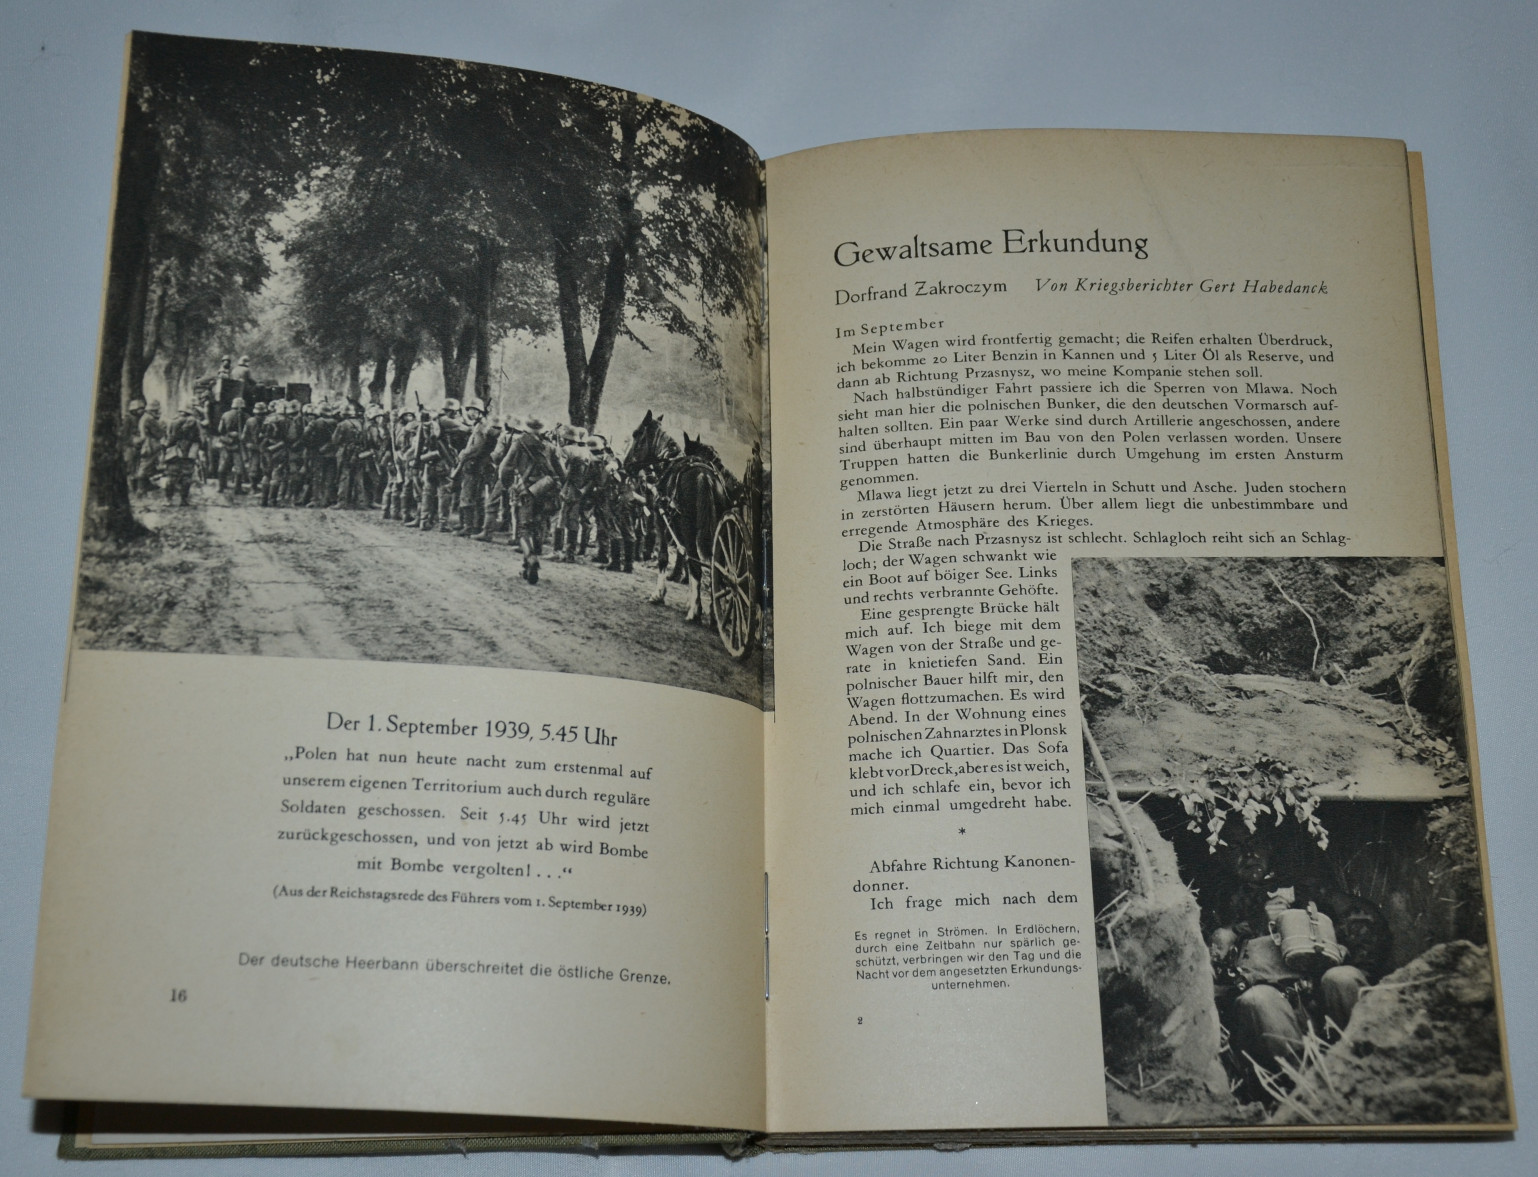 Der 1. September 1939, 5.45 Uhr
„Polen hat nun heute nacht zum erstenmal auf
unserem eigenen Territorium auch durch reguläre
Soldaten geschossen. Seit 5.45 Uhr wird jetzt
zurückgeschossen, und von jetzt ab wird Bombe
mit Bombe vergolten! . . .“
(Aus der Reichstagsrede des Führers vom 1. September 1939)
Der deutsche Heerbann überschreitet die östliche Grenze.
16
Gewaltsame Erkundung
Dorfrand Zakroczym Von Kriegsberichter Gert Habedanck
Im September
Mein Wagen wird frontfertig gemacht; die Reifen erhalten Überdruck,
ich bekomme 20 Liter Benzin in Kannen und 5 Liter Öl als Reserve, und
dann ab Richtung Przasnysz, wo meine Kompanie stehen soll.
Nach halbstündiger Fahrt passiere ich die Sperren von Mlawa. Noch
sieht man hier die polnischen Bunker, die den deutschen Vormarsch auf-
halten sollten. Ein paar Werke sind durch Artillerie angeschossen, andere
sind überhaupt mitten im Bau von den Polen verlassen worden. Unsere
Truppen hatten die Bunkerlinie durch Umgehung im ersten Ansturm
genommen.
Mlawa liegt jetzt zu drei Vierteln in Schutt und Asche. Juden stochern
in zerstörten Häusern herum. Über allem liegt die unbestimmbare und
erregende Atmosphäre des Krieges.
Die Straße nach Przasnysz ist schlecht. Schlagloch reiht sich an Schlag-
loch; der Wagen schwankt wie
ein Boot auf böiger See. Links
und rechts verbrannte Gehöfte.
Eine gesprengte Brücke hält
mich auf. Ich biege mit dem
Wagen von der Straße und ge-
rate in knietiefen Sand. Ein
polnischer Bauer hilft mir, den
Wagen flottzumachen. Es wird
Abend. In der Wohnung eines
polnischen Zahnarztes in Plonsk
mache ich Quartier. Das Sofa
klebt vor Dreck, aber es ist weich,
und ich schlafe ein, bevor ich
mich einmal umgedreht habe.
*
Abfahre Richtung Kanonen-
donner.
Ich frage mich nach dem
Es regnet in Strömen. In Erdlöchern,
durch eine Zeltbahn nur spärlich ge-
schützt, verbringen wir den Tag und die
Nacht vor dem angesetzten Erkundungs-
unternehmen.
2